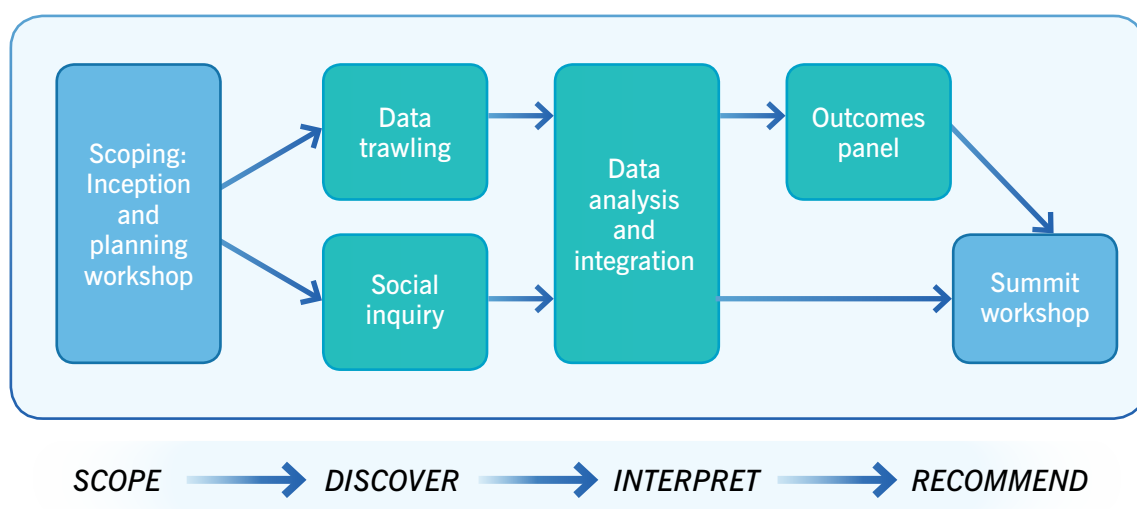 Scoping:
Inception
and
planning
workshop
Data
trawling
Social
inquiry
Data
analysis
and
integration
Outcomes
panel
Summit
workshop
SCOPE DISCOVER INTERPRET RECOMMEND